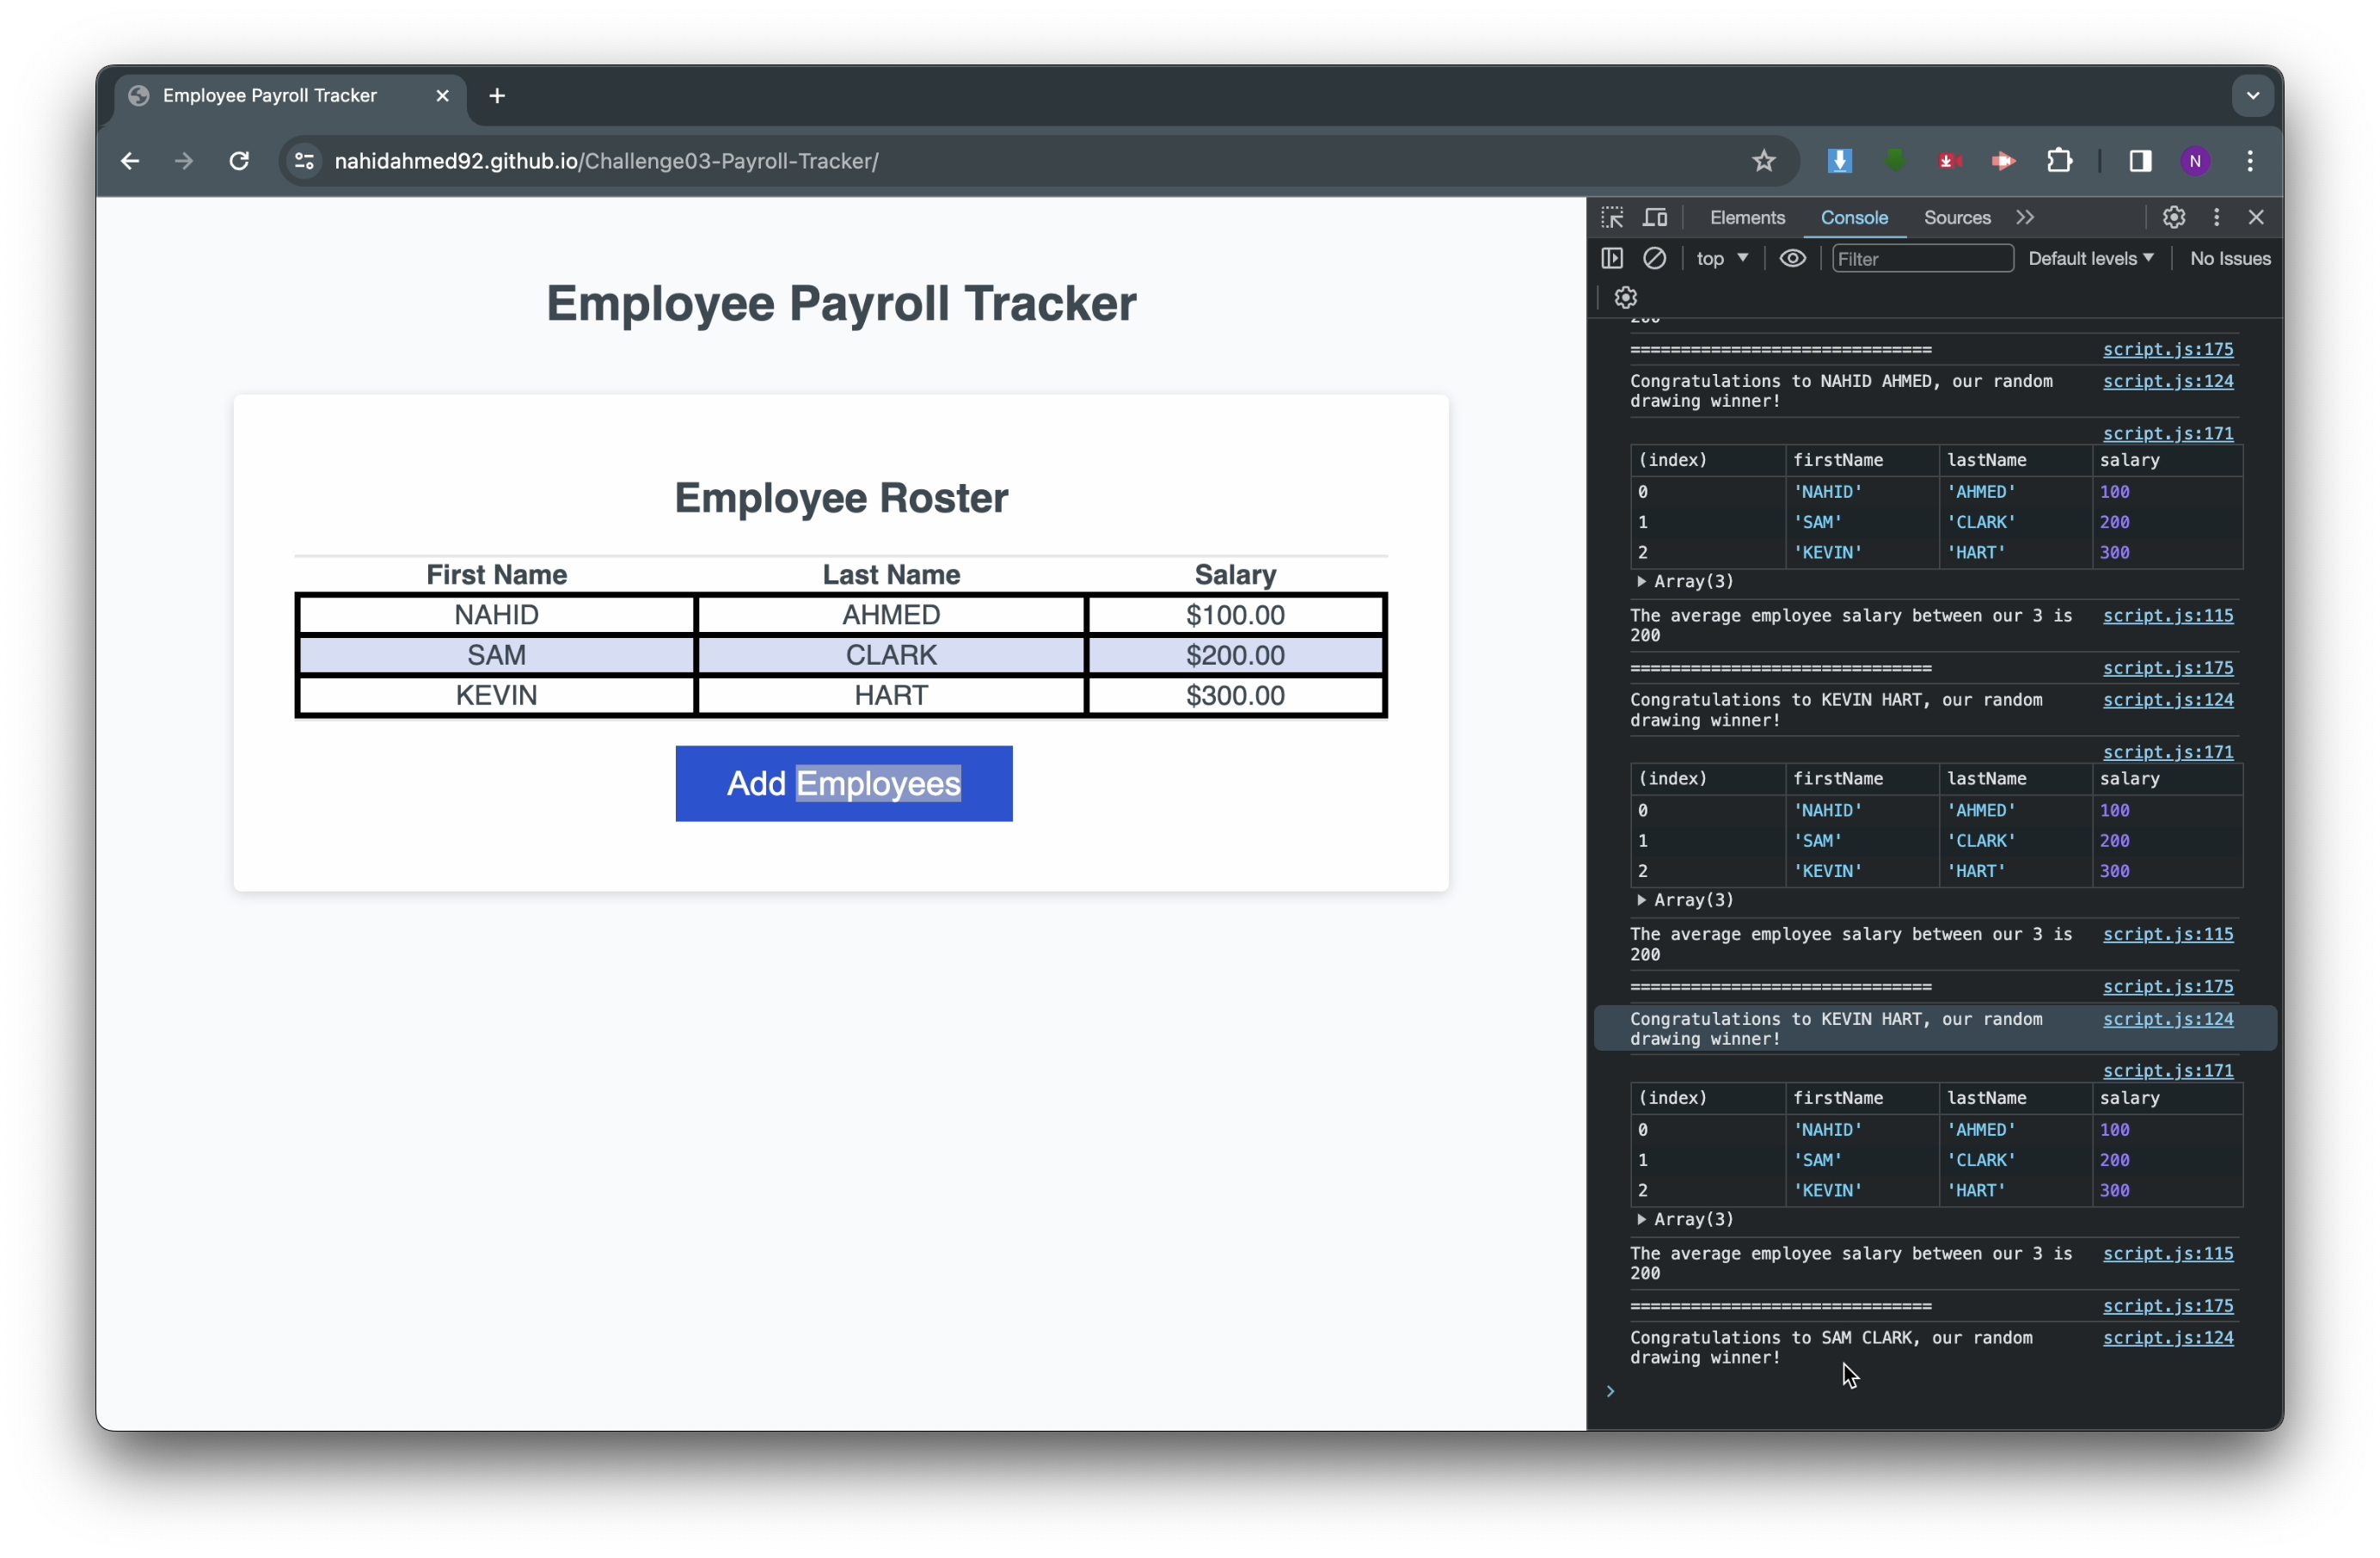 Employee Payroll Tracker
nahidahmed92.github.io/Challenge03-Payroll-Tracker/
N
Employee Payroll Tracker
Employee Roster
First Name Last Name Salary
NAHID AHMED $100.00
SAM CLARK $200.00
KEVIN HART $300.00
Add Employees
Elements Console Sources
top Filter Default levels No Issues
200
============================== script.js:175
Congratulations to NAHID AHMED, our random script.js:124
drawing winner!
script.js:171
(index) firstName lastName salary
0 'NAHID' 'AHMED' 100
1 'SAM' 'CLARK' 200
2 'KEVIN' 'HART' 300
Array(3)
The average employee salary between our 3 is script.js:115
200
============================== script.js:175
Congratulations to KEVIN HART, our random script.js:124
drawing winner!
script.js:171
(index) firstName lastName salary
0 'NAHID' 'AHMED' 100
1 'SAM' 'CLARK' 200
2 'KEVIN' 'HART' 300
Array(3)
The average employee salary between our 3 is script.js:115
200
============================== script.js:175
Congratulations to KEVIN HART, our random script.js:124
drawing winner!
script.js:171
(index) firstName lastName salary
0 'NAHID' 'AHMED' 100
1 'SAM' 'CLARK' 200
2 'KEVIN' 'HART' 300
Array(3)
The average employee salary between our 3 is script.js:115
200
============================== script.js:175
Congratulations to SAM CLARK, our random script.js:124
drawing winner!